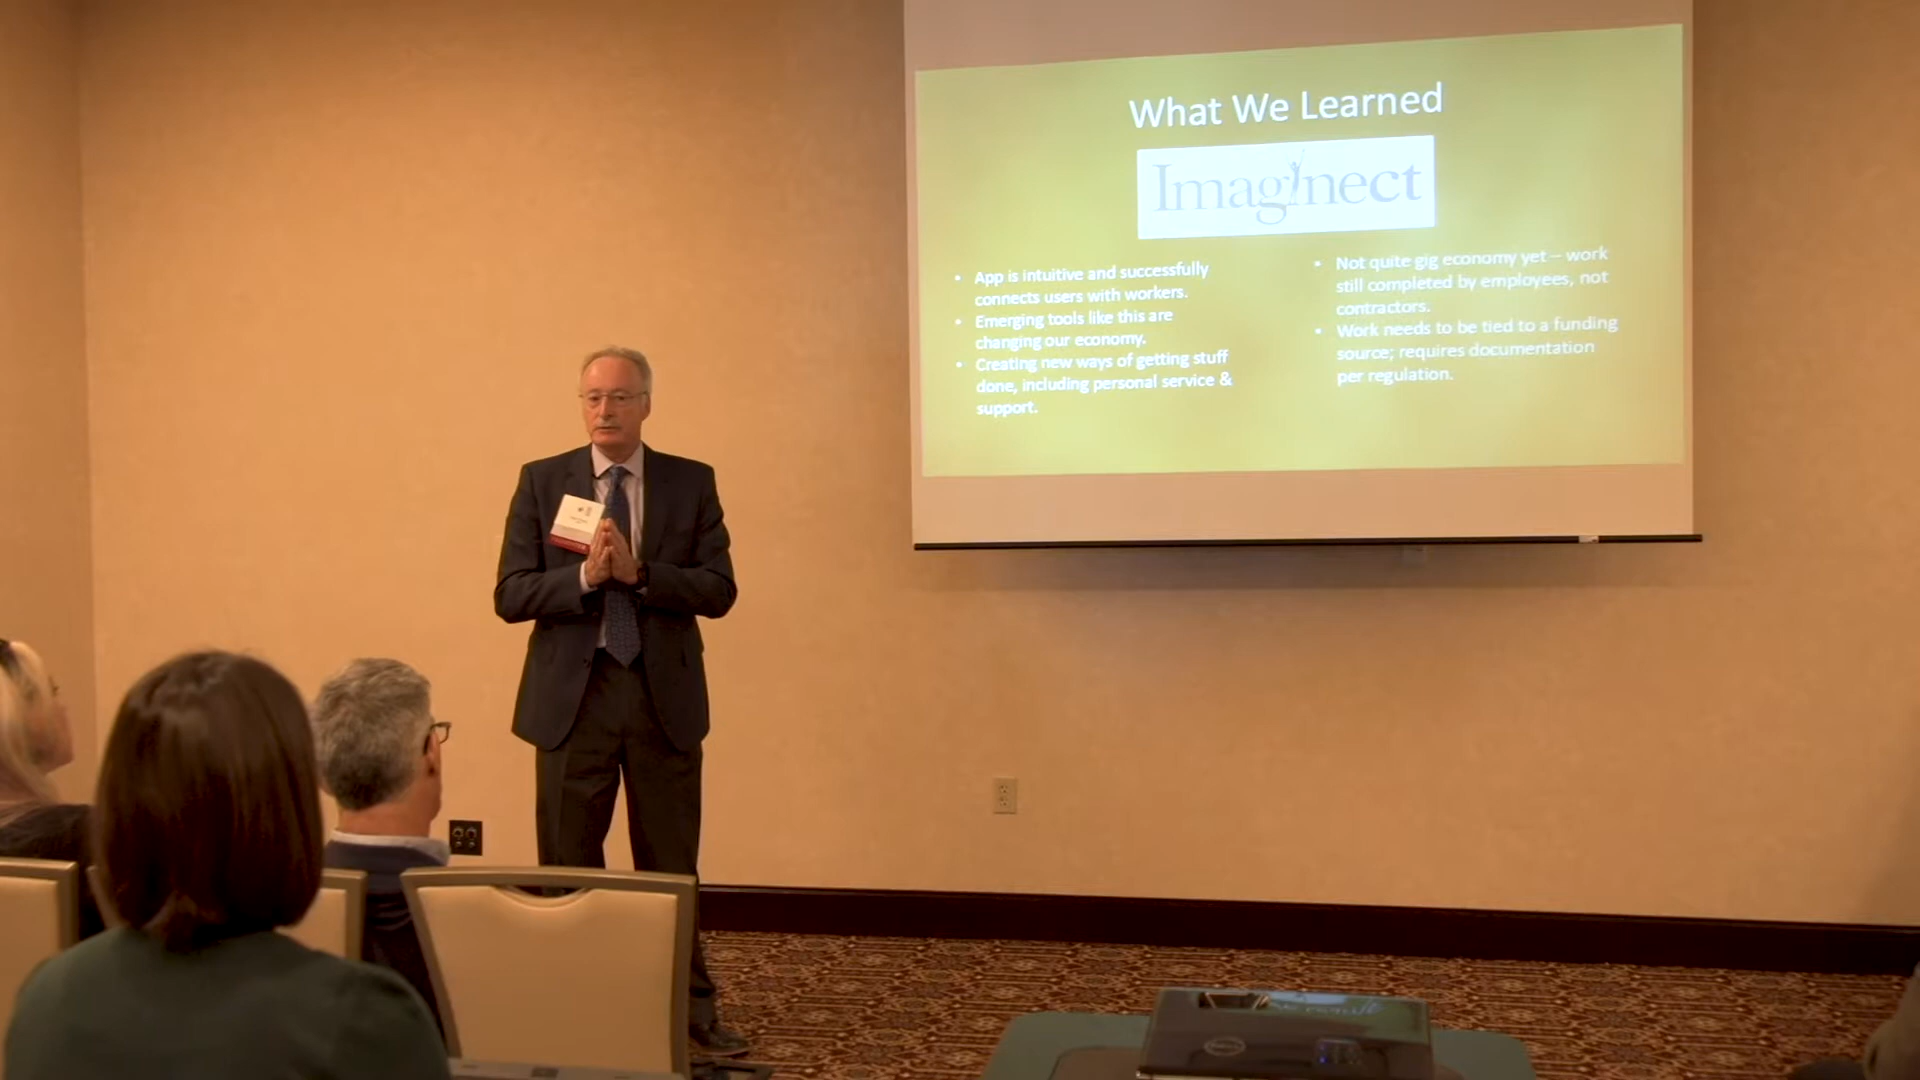 What We Learned
Imaginect
• App is intuitive and successfully
connects users with workers.
• Emerging tools like this are
changing our economy.
• Creating new ways of getting stuff
done, including personal service &
support.
• Not quite gig economy yet – work
still completed by employees, not
contractors.
• Work needs to be tied to a funding
source; requires documentation
per regulation.
DELL